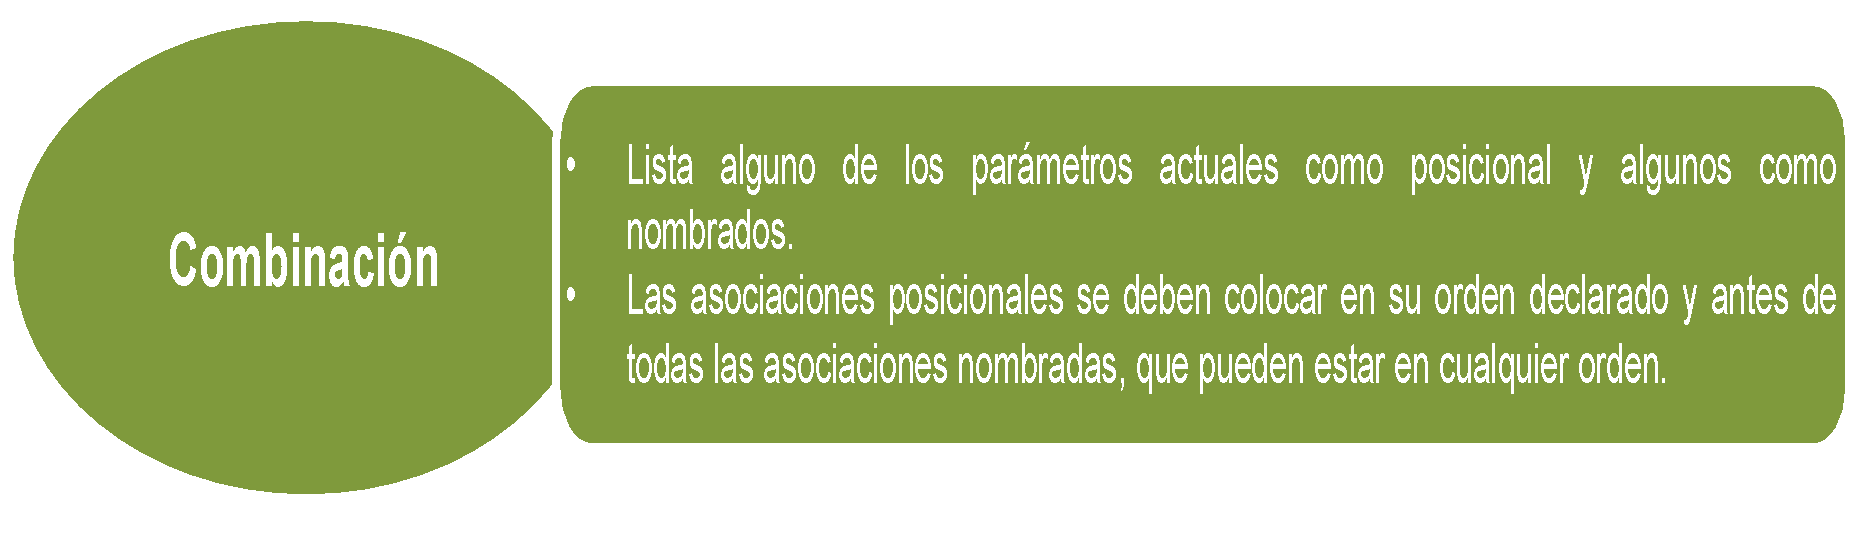 Combinación
• Lista alguno de los parámetros actuales como posicional y algunos como
nombrados.
• Las asociaciones posicionales se deben colocar en su orden declarado y antes de
todas las asociaciones nombradas, que pueden estar en cualquier orden.